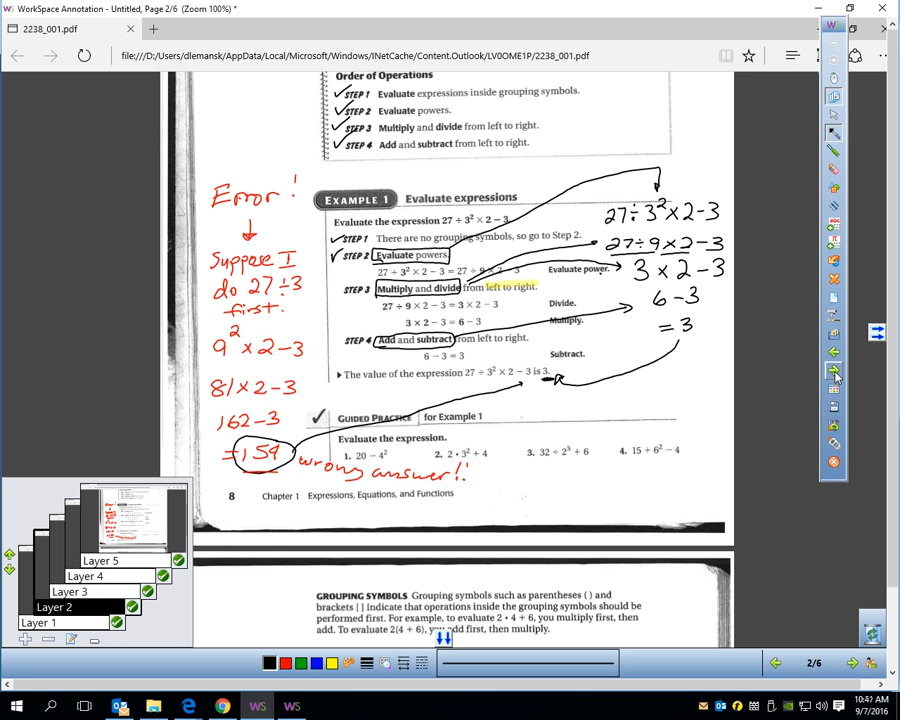 WorkSpace Annotation, Page 2/6 (Zoom 100%) *
2238_001.pdf
file:///D:/Users/dlemansk/AppData/Local/Microsoft/Windows/INetCache/Content.Outlook/LV0OME1P/2238_001.pdf
Order of Operations
STEP 1 Evaluate expressions inside grouping symbols.
STEP 2 Evaluate powers.
STEP 3 Multiply and divide from left to right.
STEP 4 Add and subtract from left to right.
Error!
Suppose I
do 27÷3
first.
9² ×2-3
81×2-3
162-3
=159
wrong answer!!
EXAMPLE 1 Evaluate expressions
Evaluate the expression 27 ÷ 3² × 2 − 3.
STEP 1 There are no grouping symbols, so go to Step 2.
STEP 2 Evaluate powers.
27 ÷ 3² × 2 − 3 = 27 ÷ 9 × 2 − 3 Evaluate power.
STEP 3 Multiply and divide from left to right.
27 ÷ 9 × 2 − 3 = 3 × 2 − 3 Divide.
3 × 2 − 3 = 6 − 3 Multiply.
STEP 4 Add and subtract from left to right.
6 − 3 = 3 Subtract.
▸ The value of the expression 27 ÷ 3² × 2 − 3 is 3.
27÷3²×2-3
27÷9×2-3
3×2-3
6-3
=3
GUIDED PRACTICE for Example 1
Evaluate the expression.
1. 20 − 4² 2. 2 • 3² + 4 3. 32 ÷ 2³ + 6 4. 15 + 6² − 4
8 Chapter 1 Expressions, Equations, and Functions
GROUPING SYMBOLS Grouping symbols such as parentheses ( ) and
brackets [ ] indicate that operations inside the grouping symbols should be
performed first. For example, to evaluate 2 • 4 + 6, you multiply first, then
add. To evaluate 2(4 + 6), you add first, then multiply.
Layer 5
Layer 4
Layer 3
Layer 2
Layer 1
2/6
10:47 AM
9/7/2016